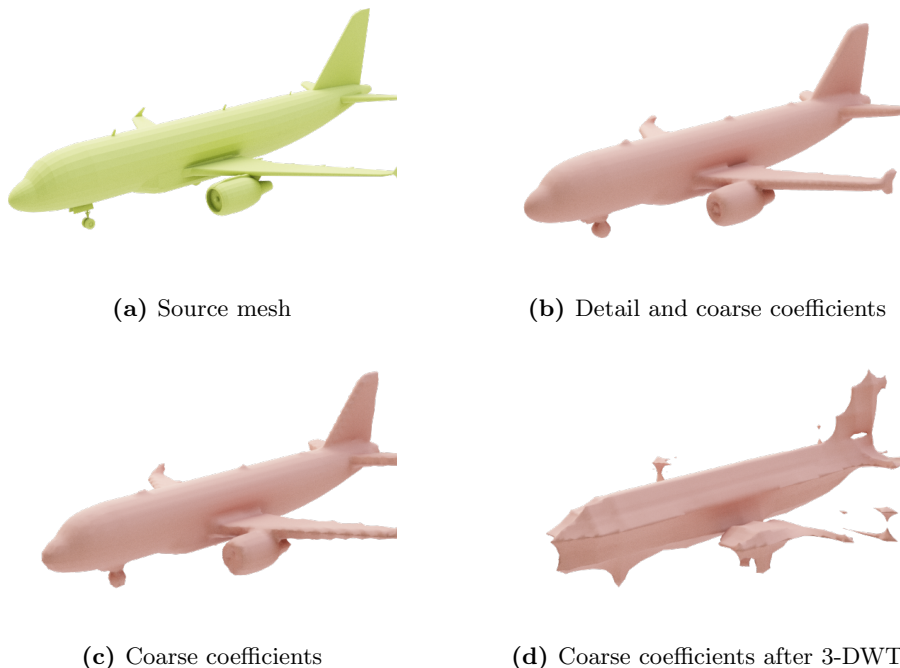 (a) Source mesh
(b) Detail and coarse coefficients
(c) Coarse coefficients
(d) Coarse coefficients after 3-DWT